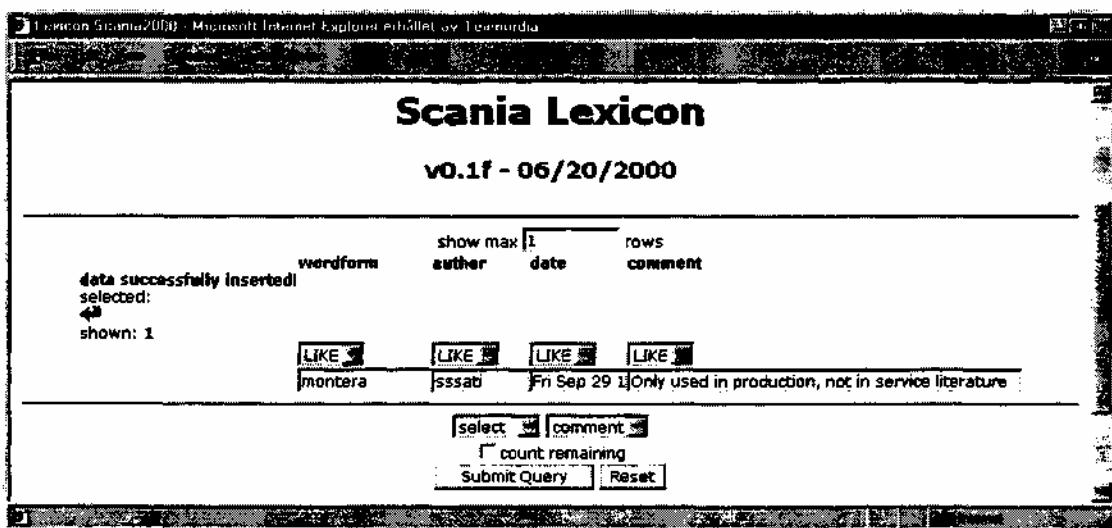 Lexicon Scania2000 - Microsoft Internet Explorer erhållet av Telenordia
Scania Lexicon
v0.1f - 06/20/2000
show max 1 rows
wordform author date comment
data successfully inserted!
selected:
shown: 1
LIKE LIKE LIKE LIKE
montera sssati Fri Sep 29 1 Only used in production, not in service literature
select comment
count remaining
Submit Query Reset